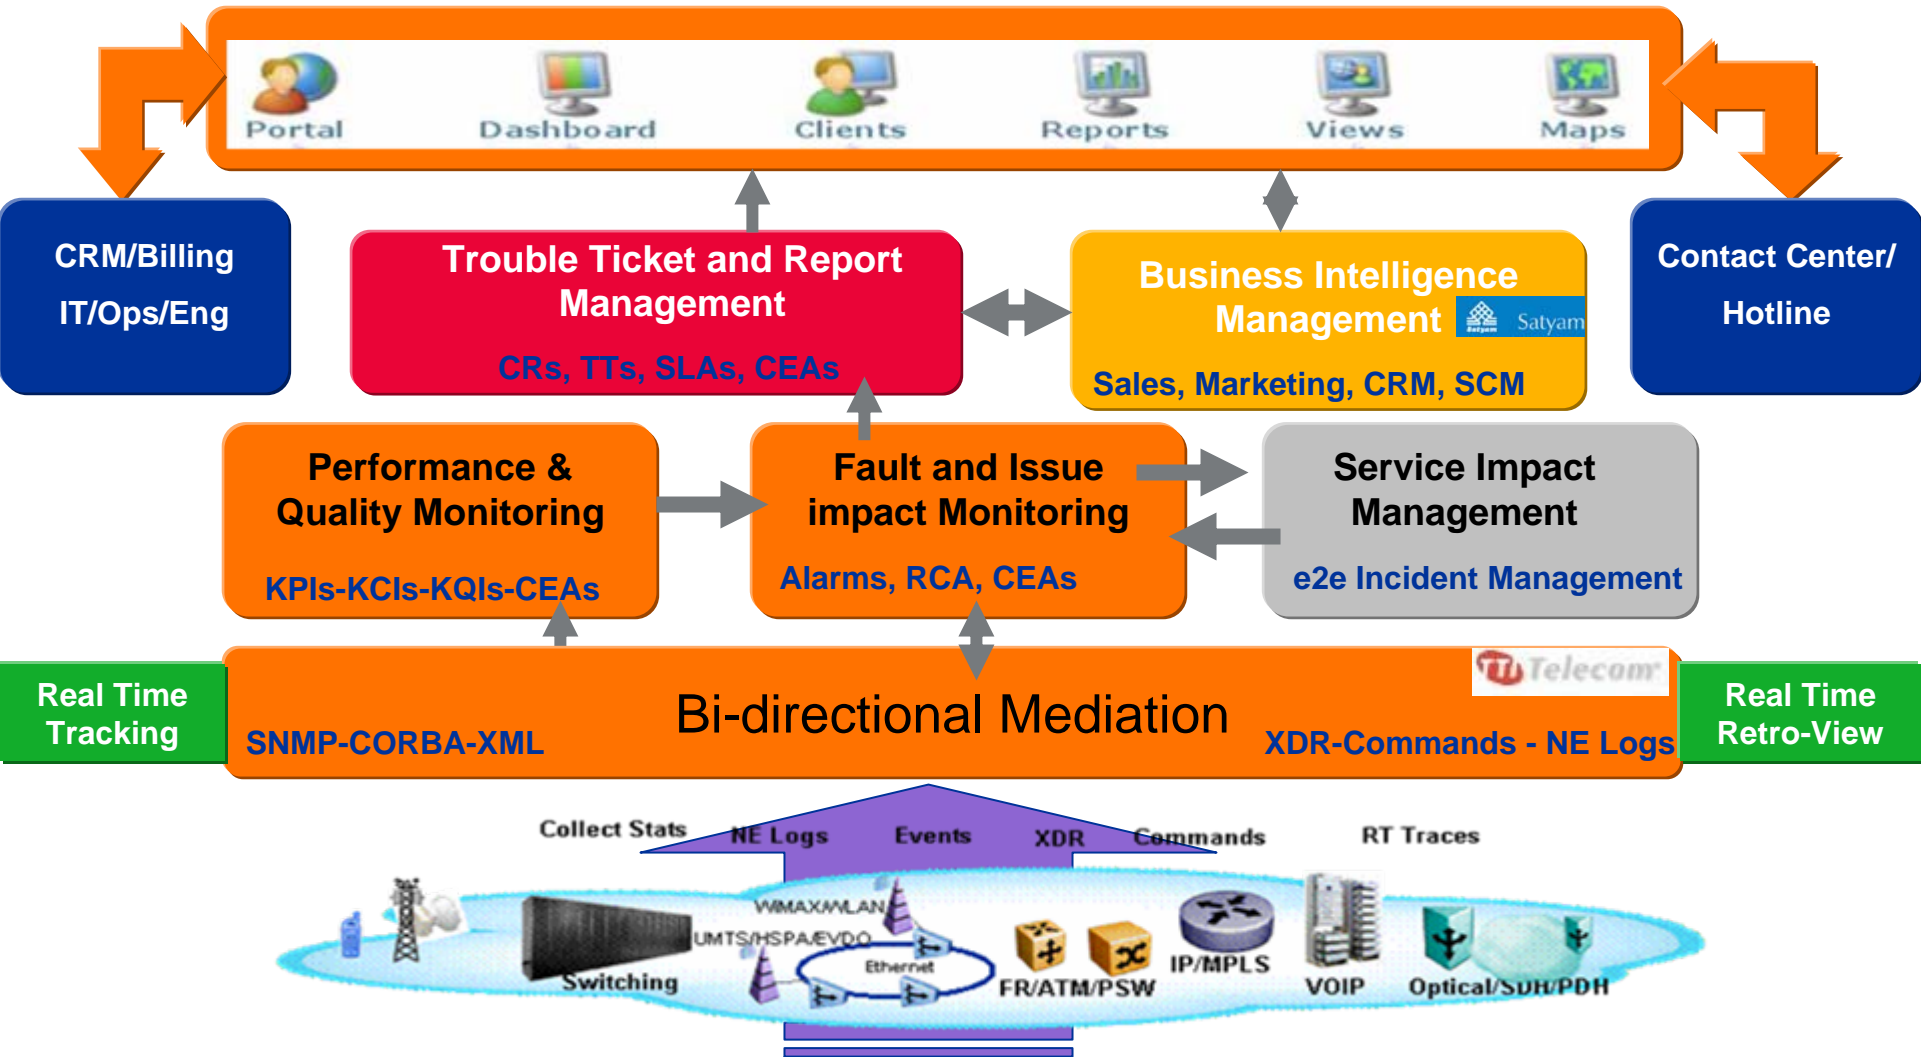 Portal
Dashboard
Clients
Reports
Views
Maps
CRM/Billing
IT/Ops/Eng
Trouble Ticket and Report
Management
CRs, TTs, SLAs, CEAs
Business Intelligence
Management
Satyam
Satyam
Sales, Marketing, CRM, SCM
Contact Center/
Hotline
Performance &
Quality Monitoring
KPIs-KCIs-KQIs-CEAs
Fault and Issue
impact Monitoring
Alarms, RCA, CEAs
Service Impact
Management
e2e Incident Management
Real Time
Tracking
Bi-directional Mediation
SNMP-CORBA-XML
TTI Telecom
XDR-Commands - NE Logs
Real Time
Retro-View
Collect Stats
NE Logs
Events
XDR
Commands
RT Traces
WIMAX/WLAN
UMTS/HSPA/EVDO
Ethernet
Switching
FR/ATM/PSW
IP/MPLS
VOIP
Optical/SDH/PDH